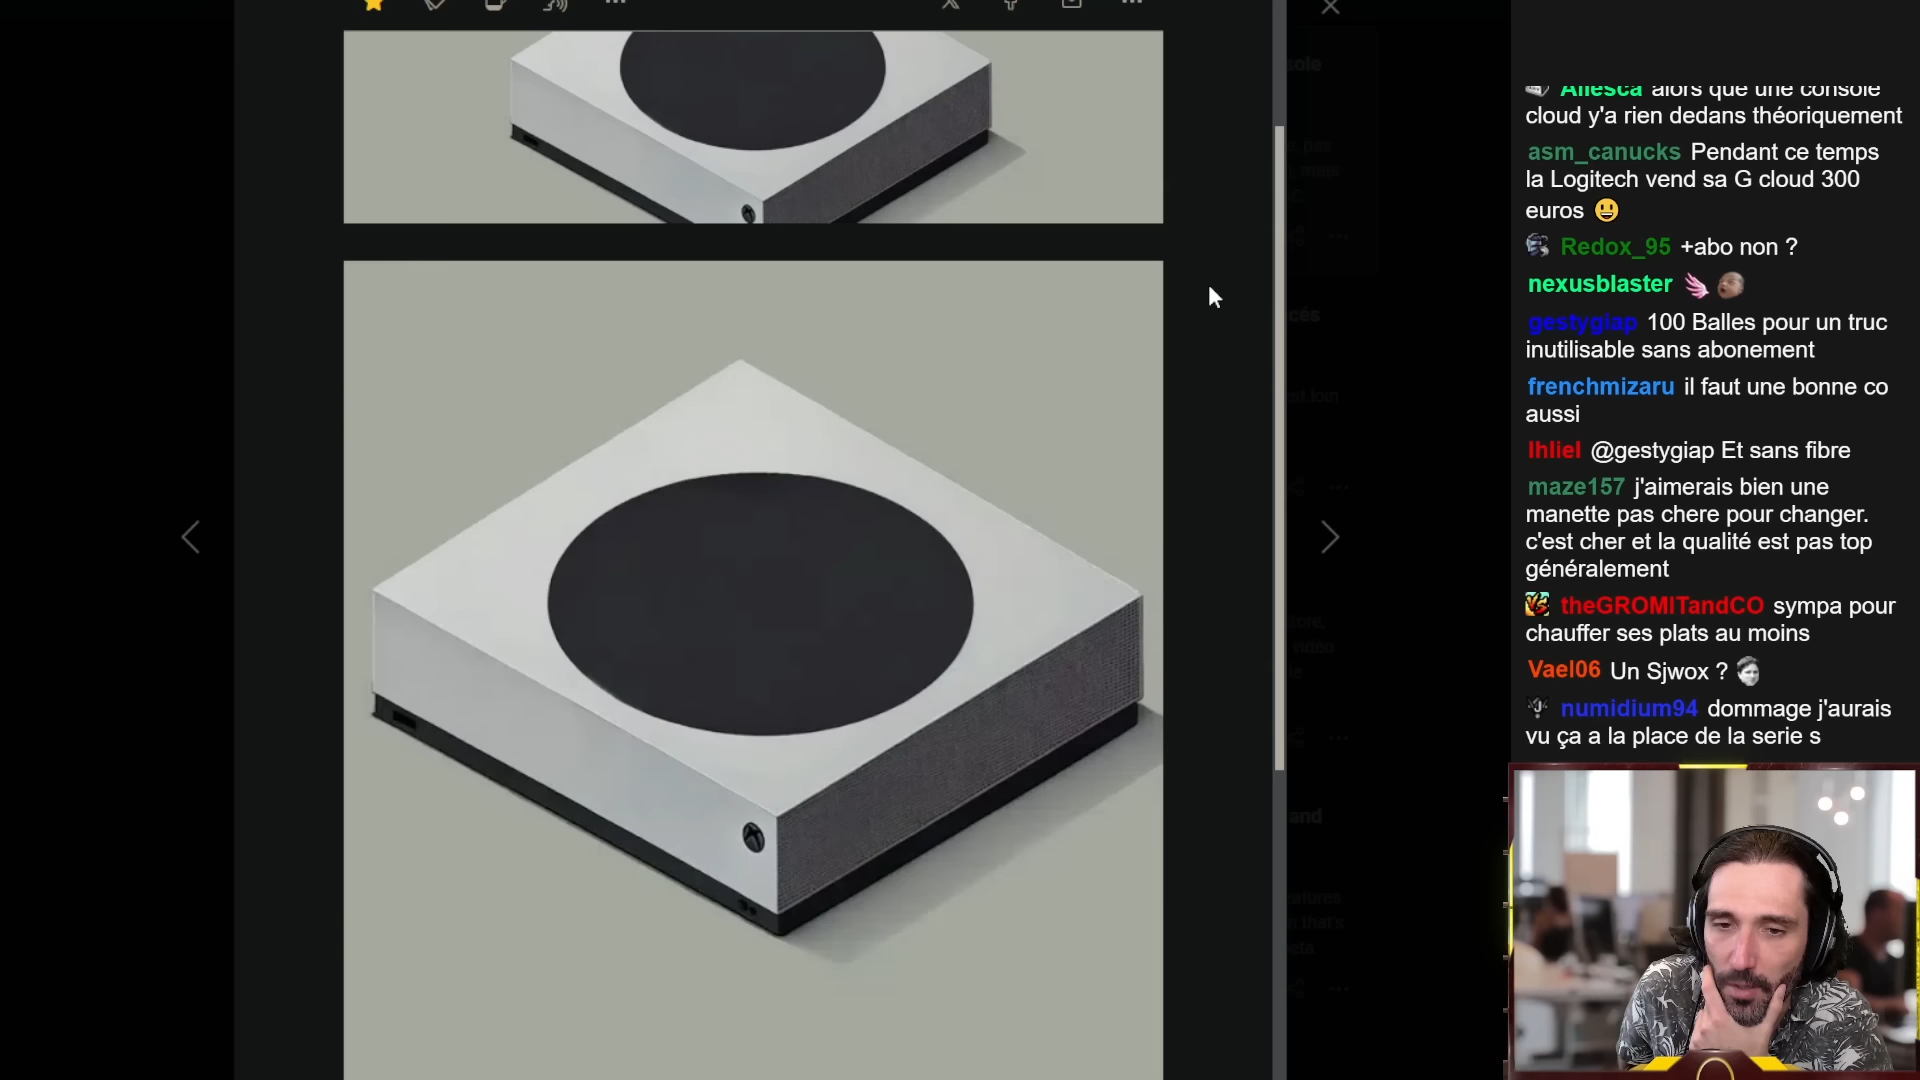 Allesca alors que une console
cloud y'a rien dedans théoriquement
asm_canucks Pendant ce temps
la Logitech vend sa G cloud 300
euros
Redox_95 +abo non ?
nexusblaster
gestygiap 100 Balles pour un truc
inutilisable sans abonement
frenchmizaru il faut une bonne co
aussi
lhliel @gestygiap Et sans fibre
maze157 j'aimerais bien une
manette pas chere pour changer.
c'est cher et la qualité est pas top
généralement
theGROMITandCO sympa pour
chauffer ses plats au moins
Vael06 Un Sjwox ?
numidium94 dommage j'aurais
vu ça a la place de la serie s
sole
cés
and